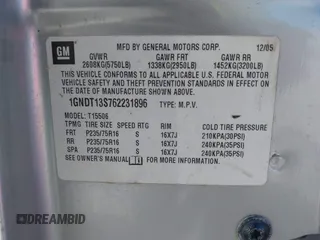 GM
MFD BY GENERAL MOTORS CORP. 12/05
GVWR GAWR FRT GAWR RR
2608KG(5750LB) 1338KG(2950LB) 1452KG(3200LB)
THIS VEHICLE CONFORMS TO ALL APPLICABLE U.S. FEDERAL
MOTOR VEHICLE SAFETY AND THEFT PREVENTION
STANDARDS IN EFFECT ON THE DATE OF MANUFACTURE
SHOWN ABOVE.
1GNDT13S762231896 TYPE: M.P.V.
MODEL: T15506
TPMG TIRE SIZE SPEED RTG RIM COLD TIRE PRESSURE
FRT P235/75R16 S 16X7J 210KPA(30PSI)
RR P235/75R16 S 16X7J 240KPA(35PSI)
SPA P235/75R16 S 16X7J 240KPA(35PSI)
SEE OWNER'S MANUAL FOR MORE INFORMATION.
DREAMBID